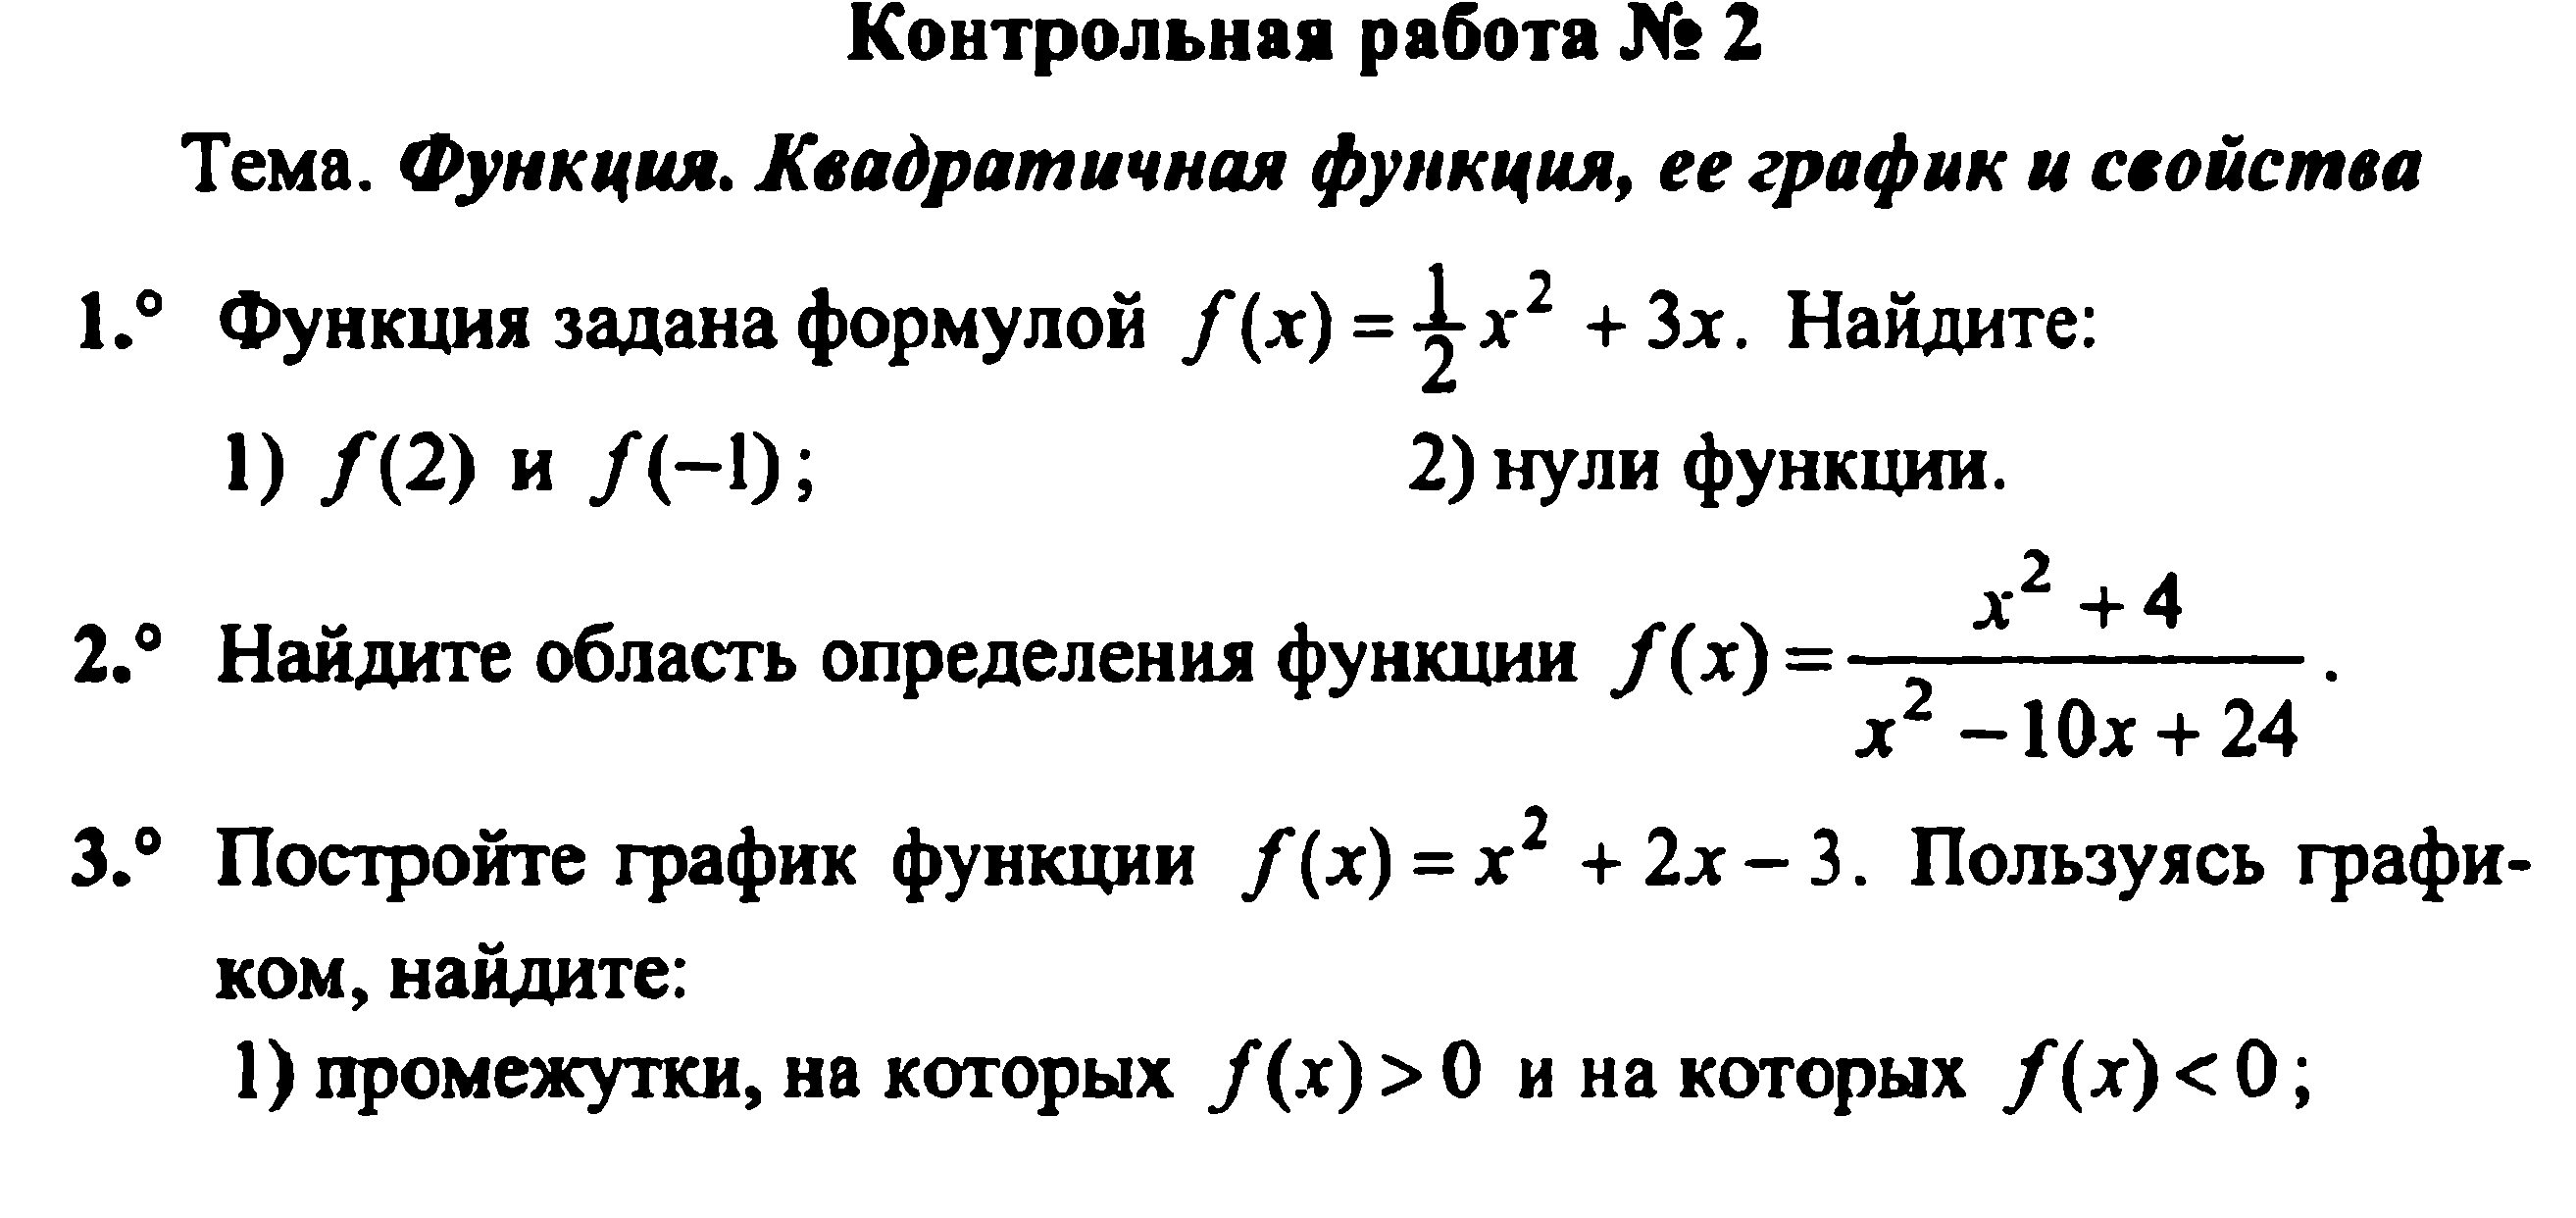 Контрольная работа № 2
Тема. Функция. Квадратичная функция, ее график и свойства
1.° Функция задана формулой f(x) = 1/2 x² + 3x. Найдите:
1) f(2) и f(−1); 2) нули функции.
2.° Найдите область определения функции f(x) = (x² + 4)/(x² − 10x + 24).
3.° Постройте график функции f(x) = x² + 2x − 3. Пользуясь графи-
ком, найдите:
1) промежутки, на которых f(x) > 0 и на которых f(x) < 0;